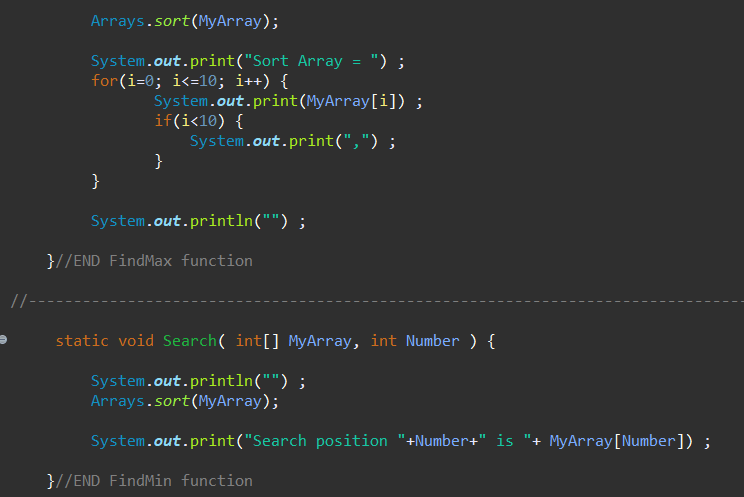 Arrays.sort(MyArray);
System.out.print("Sort Array = ") ;
for(i=0; i<=10; i++) {
System.out.print(MyArray[i]) ;
if(i<10) {
System.out.print(",") ;
}
}
System.out.println("") ;
}//END FindMax function
//--------------------------------------------------------------------------------
static void Search( int[] MyArray, int Number ) {
System.out.println("") ;
Arrays.sort(MyArray);
System.out.print("Search position "+Number+" is "+ MyArray[Number]) ;
}//END FindMin function